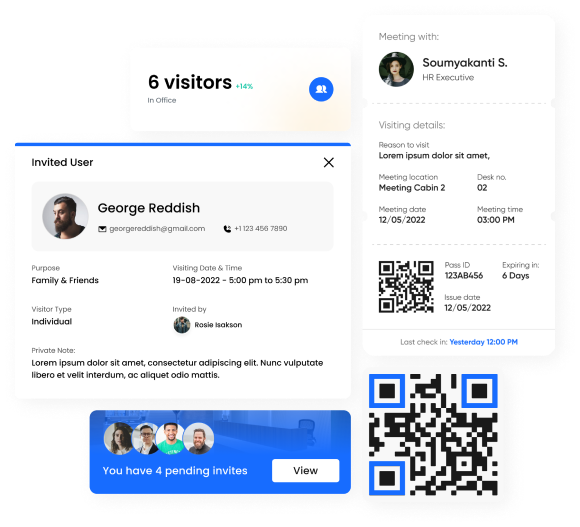 6 visitors +14%
In Office
Invited User
George Reddish
georgereddish@gmail.com +1 123 456 7890
Purpose Visiting Date & Time
Family & Friends 19-08-2022 - 5:00 pm to 5:30 pm
Visitor Type Invited by
Individual Rosie Isakson
Private Note:
Lorem ipsum dolor sit amet, consectetur adipiscing elit. Nunc vulputate
libero et velit interdum, ac aliquet odio mattis.
You have 4 pending invites View
Meeting with:
Soumyakanti S.
HR Executive
Visiting details:
Reason to visit
Lorem ipsum dolor sit amet,
Meeting location Desk no.
Meeting Cabin 2 02
Meeting date Meeting time
12/05/2022 03:00 PM
Pass ID Expiring in:
123AB456 6 Days
Issue date
12/05/2022
Last check in: Yesterday 12:00 PM